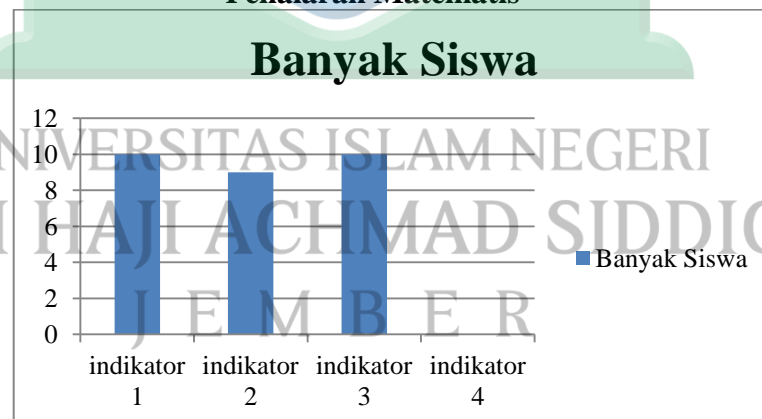 Penalaran Matematis
Banyak Siswa
12
10
8
6
4
2
0
indikator 1
indikator 2
indikator 3
indikator 4
Banyak Siswa
UNIVERSITAS ISLAM NEGERI
HAJI ACHMAD SIDDIQ
JEMBER